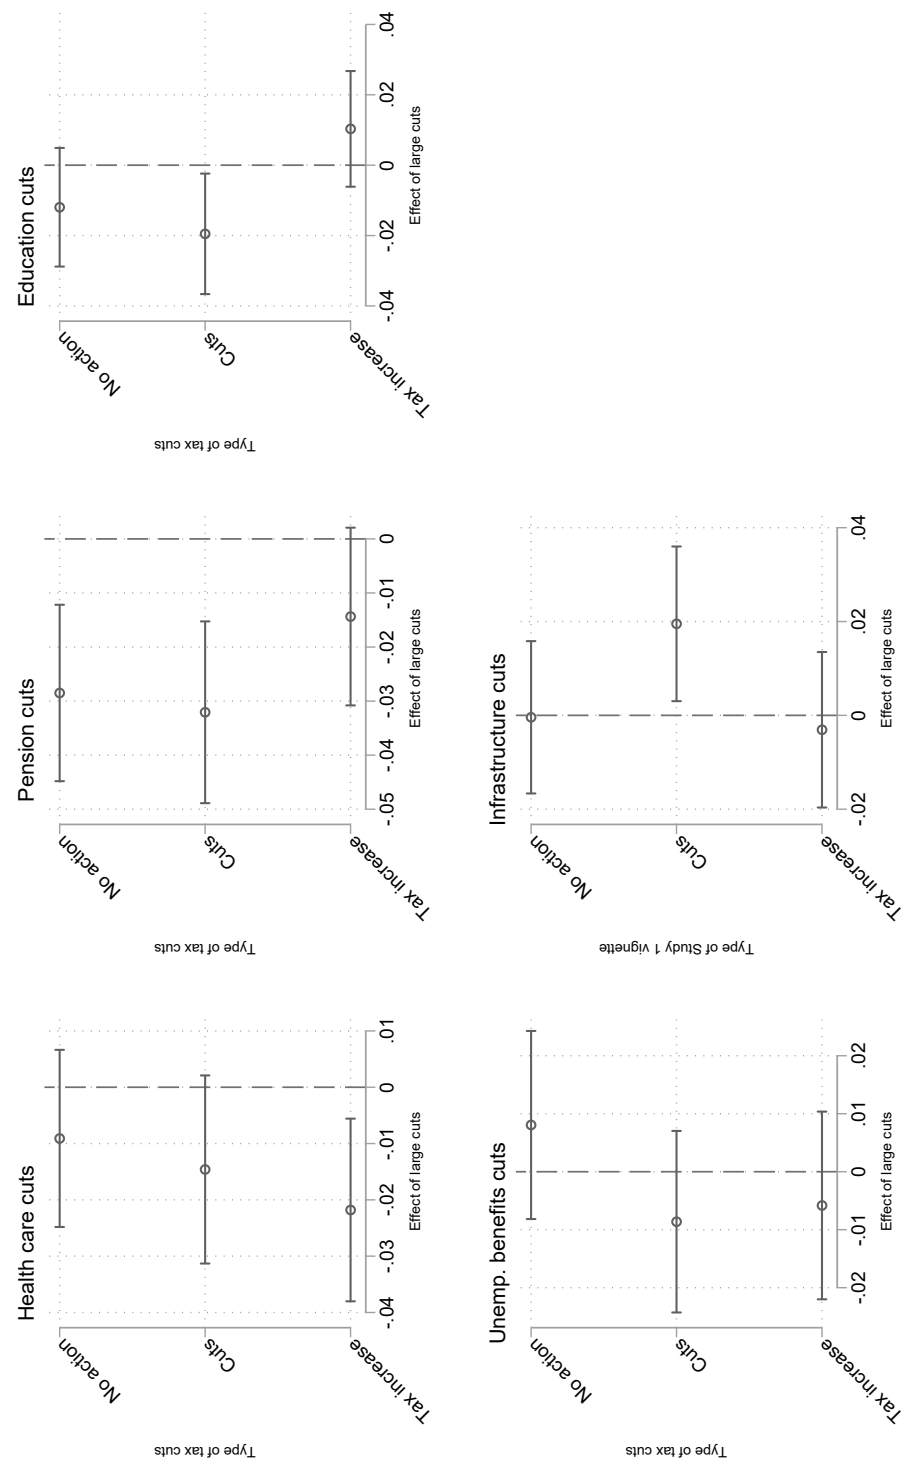 Health care cuts
Type of tax cuts
No action
Cuts
Tax increase
-.04 -.03 -.02 -.01 0 .01
Effect of large cuts
Pension cuts
Type of tax cuts
No action
Cuts
Tax increase
-.05 -.04 -.03 -.02 -.01 0
Effect of large cuts
Education cuts
Type of tax cuts
No action
Cuts
Tax increase
-.04 -.02 0 .02 .04
Effect of large cuts
Unemp. benefits cuts
Type of tax cuts
No action
Cuts
Tax increase
-.02 -.01 0 .01 .02
Effect of large cuts
Infrastructure cuts
Type of Study 1 vignette
No action
Cuts
Tax increase
-.02 0 .02 .04
Effect of large cuts